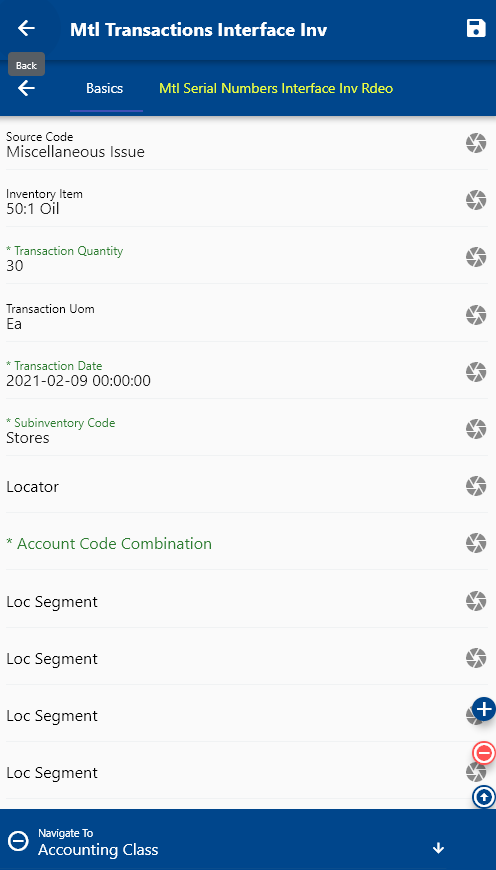 Mtl Transactions Interface Inv
Back
Basics
Mtl Serial Numbers Interface Inv Rdeo
Source Code
Miscellaneous Issue
Inventory Item
50:1 Oil
* Transaction Quantity
30
Transaction Uom
Ea
* Transaction Date
2021-02-09 00:00:00
* Subinventory Code
Stores
Locator
* Account Code Combination
Loc Segment
Loc Segment
Loc Segment
Loc Segment
Navigate To
Accounting Class